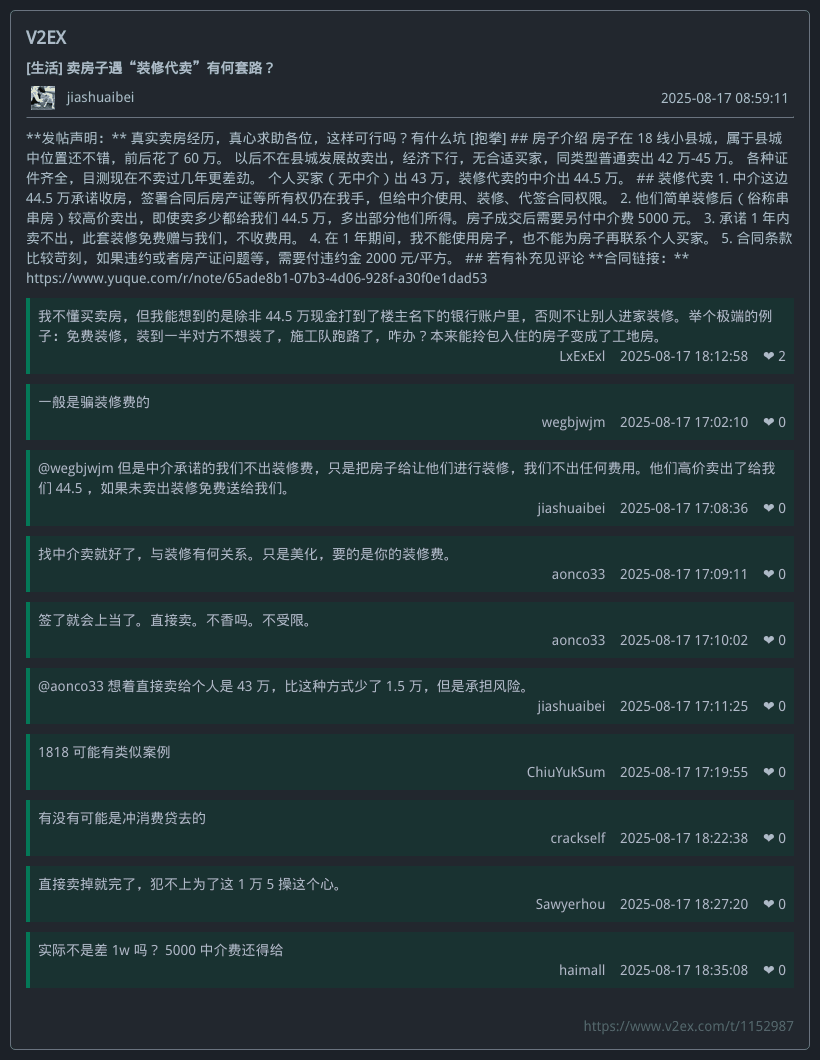 V2EX
[生活] 卖房子遇“装修代卖”有何套路？
jiashuaibei 2025-08-17 08:59:11
**发帖声明：** 真实卖房经历，真心求助各位，这样可行吗？有什么坑 [抱拳] ## 房子介绍 房子在 18 线小县城，属于县城
中位置还不错，前后花了 60 万。 以后不在县城发展故卖出，经济下行，无合适买家，同类型普通卖出 42 万-45 万。 各种证
件齐全，目测现在不卖过几年更差劲。 个人买家（无中介）出 43 万，装修代卖的中介出 44.5 万。 ## 装修代卖 1. 中介这边
44.5 万承诺收房，签署合同后房产证等所有权仍在我手，但给中介使用、装修、代签合同权限。 2. 他们简单装修后（俗称串
串房）较高价卖出，即使卖多少都给我们 44.5 万，多出部分他们所得。房子成交后需要另付中介费 5000 元。 3. 承诺 1 年内
卖不出，此套装修免费赠与我们，不收费用。 4. 在 1 年期间，我不能使用房子，也不能为房子再联系个人买家。 5. 合同条款
比较苛刻，如果违约或者房产证问题等，需要付违约金 2000 元/平方。 ## 若有补充见评论 **合同链接：**
https://www.yuque.com/r/note/65ade8b1-07b3-4d06-928f-a30f0e1dad53
我不懂买卖房，但我能想到的是除非 44.5 万现金打到了楼主名下的银行账户里，否则不让别人进家装修。举个极端的例
子：免费装修，装到一半对方不想装了，施工队跑路了，咋办？本来能拎包入住的房子变成了工地房。
LxExExl 2025-08-17 18:12:58 ❤ 2
一般是骗装修费的
wegbjwjm 2025-08-17 17:02:10 ❤ 0
@wegbjwjm 但是中介承诺的我们不出装修费，只是把房子给让他们进行装修，我们不出任何费用。他们高价卖出了给我
们 44.5 ，如果未卖出装修免费送给我们。
jiashuaibei 2025-08-17 17:08:36 ❤ 0
找中介卖就好了，与装修有何关系。只是美化，要的是你的装修费。
aonco33 2025-08-17 17:09:11 ❤ 0
签了就会上当了。直接卖。不香吗。不受限。
aonco33 2025-08-17 17:10:02 ❤ 0
@aonco33 想着直接卖给个人是 43 万，比这种方式少了 1.5 万，但是承担风险。
jiashuaibei 2025-08-17 17:11:25 ❤ 0
1818 可能有类似案例
ChiuYukSum 2025-08-17 17:19:55 ❤ 0
有没有可能是冲消费贷去的
crackself 2025-08-17 18:22:38 ❤ 0
直接卖掉就完了，犯不上为了这 1 万 5 操这个心。
Sawyerhou 2025-08-17 18:27:20 ❤ 0
实际不是差 1w 吗？ 5000 中介费还得给
haimall 2025-08-17 18:35:08 ❤ 0
https://www.v2ex.com/t/1152987